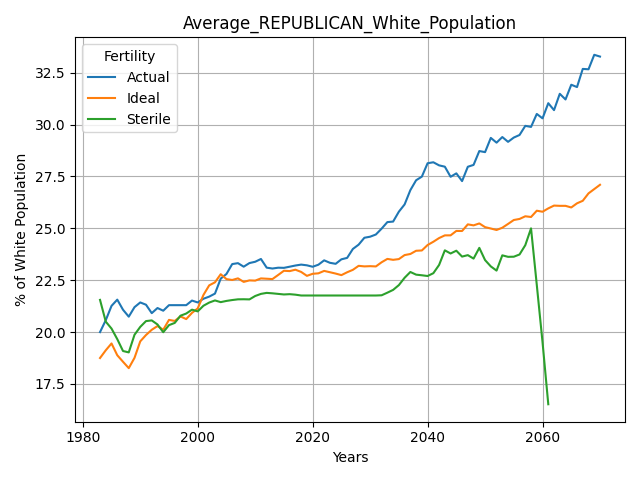 Average_REPUBLICAN_White_Population
Fertility
Actual
Ideal
Sterile
% of White Population
32.5
30.0
27.5
25.0
22.5
20.0
17.5
1980
2000
2020
2040
2060
Years